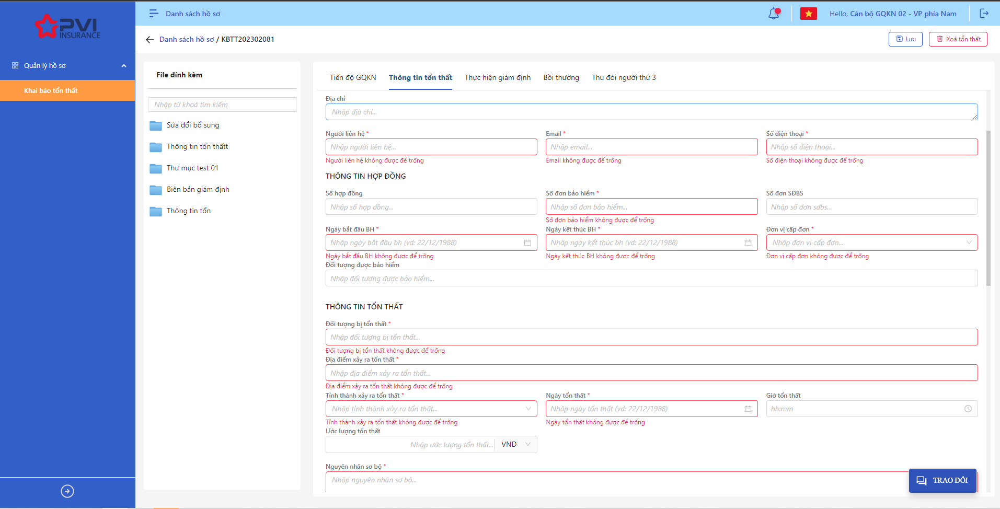 PVI
INSURANCE
Danh sách hồ sơ
Hello, Cán bộ GQKN 02 - VP phía Nam
Danh sách hồ sơ / KBTT202302081
Lưu
Xoá tổn thất
Quản lý hồ sơ
Khai báo tổn thất
File đính kèm
Nhập từ khoá tìm kiếm
Sửa đổi bổ sung
Thông tin tổn thấtt
Thư mục test 01
Biên bản giám định
Thông tin tổn
Tiến độ GQKN Thông tin tổn thất Thực hiện giám định Bồi thường Thu đòi người thứ 3
Địa chỉ
Nhập địa chỉ...
Người liên hệ * Email * Số điện thoại *
Nhập người liên hệ... Nhập email... Nhập số điện thoại...
Người liên hệ không được để trống Email không được để trống Số điện thoại không được để trống
THÔNG TIN HỢP ĐỒNG
Số hợp đồng Số đơn bảo hiểm * Số đơn SĐBS
Nhập số hợp đồng... Nhập số đơn bảo hiểm... Nhập số đơn sđbs...
Số đơn bảo hiểm không được để trống
Ngày bắt đầu BH * Ngày kết thúc BH * Đơn vị cấp đơn *
Nhập ngày bắt đầu bh (vd: 22/12/1988) Nhập ngày kết thúc bh (vd: 22/12/1988) Nhập đơn vị cấp đơn...
Ngày bắt đầu BH không được để trống Ngày kết thúc BH không được để trống Đơn vị cấp đơn không được để trống
Đối tượng được bảo hiểm
Nhập đối tượng được bảo hiểm...
THÔNG TIN TỔN THẤT
Đối tượng bị tổn thất *
Nhập đối tượng bị tổn thất...
Đối tượng bị tổn thất không được để trống
Địa điểm xảy ra tổn thất *
Nhập địa điểm xảy ra tổn thất...
Địa điểm xảy ra tổn thất không được để trống
Tỉnh thành xảy ra tổn thất * Ngày tổn thất * Giờ tổn thất
Nhập tỉnh thành xảy ra tổn thất... Nhập ngày tổn thất (vd: 22/12/1988) hh:mm
Tỉnh thành xảy ra tổn thất không được để trống Ngày tổn thất không được để trống
Ước lượng tổn thất
Nhập ước lượng tổn thất... VND
Nguyên nhân sơ bộ *
Nhập nguyên nhân sơ bộ...
TRAO ĐỔI